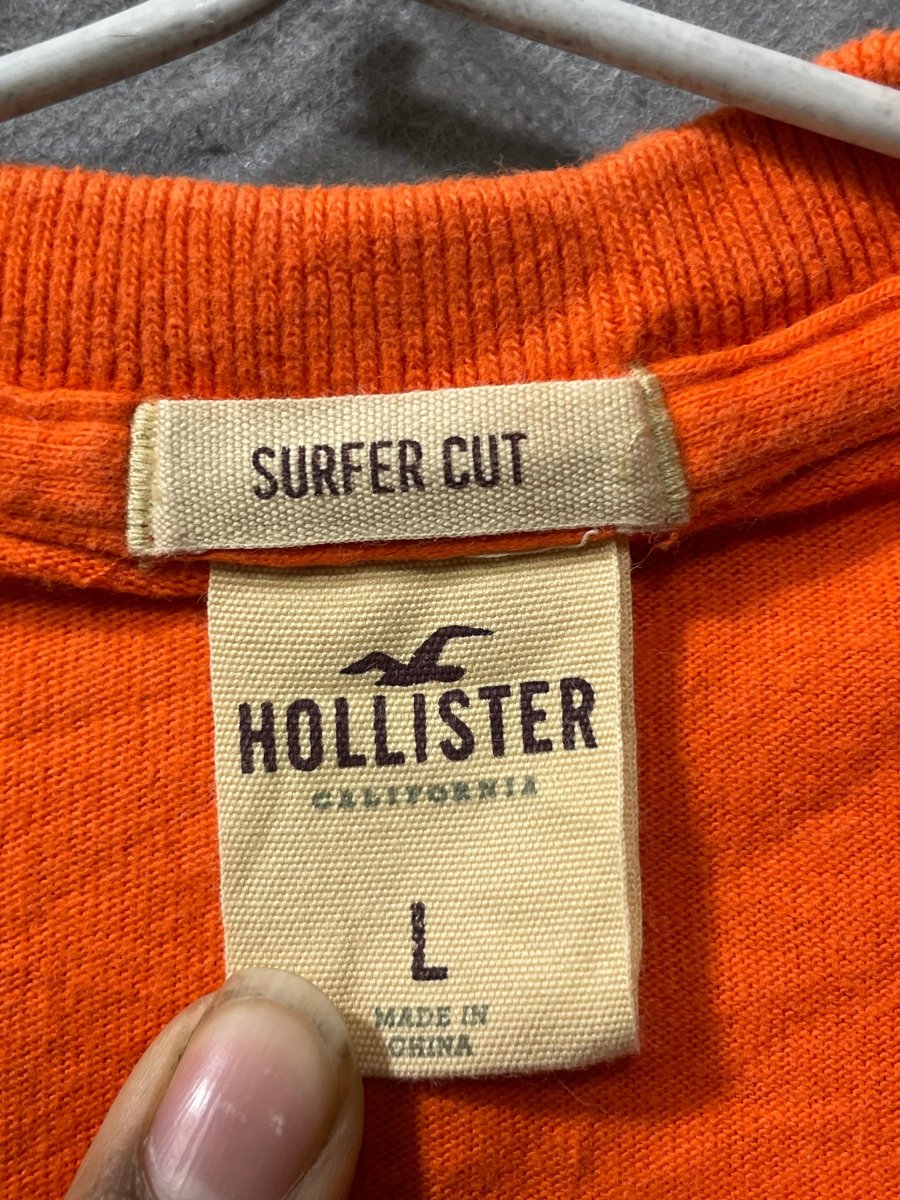 SURFER CUT
HOLLISTER
CALIFORNIA
L
MADE IN
CHINA